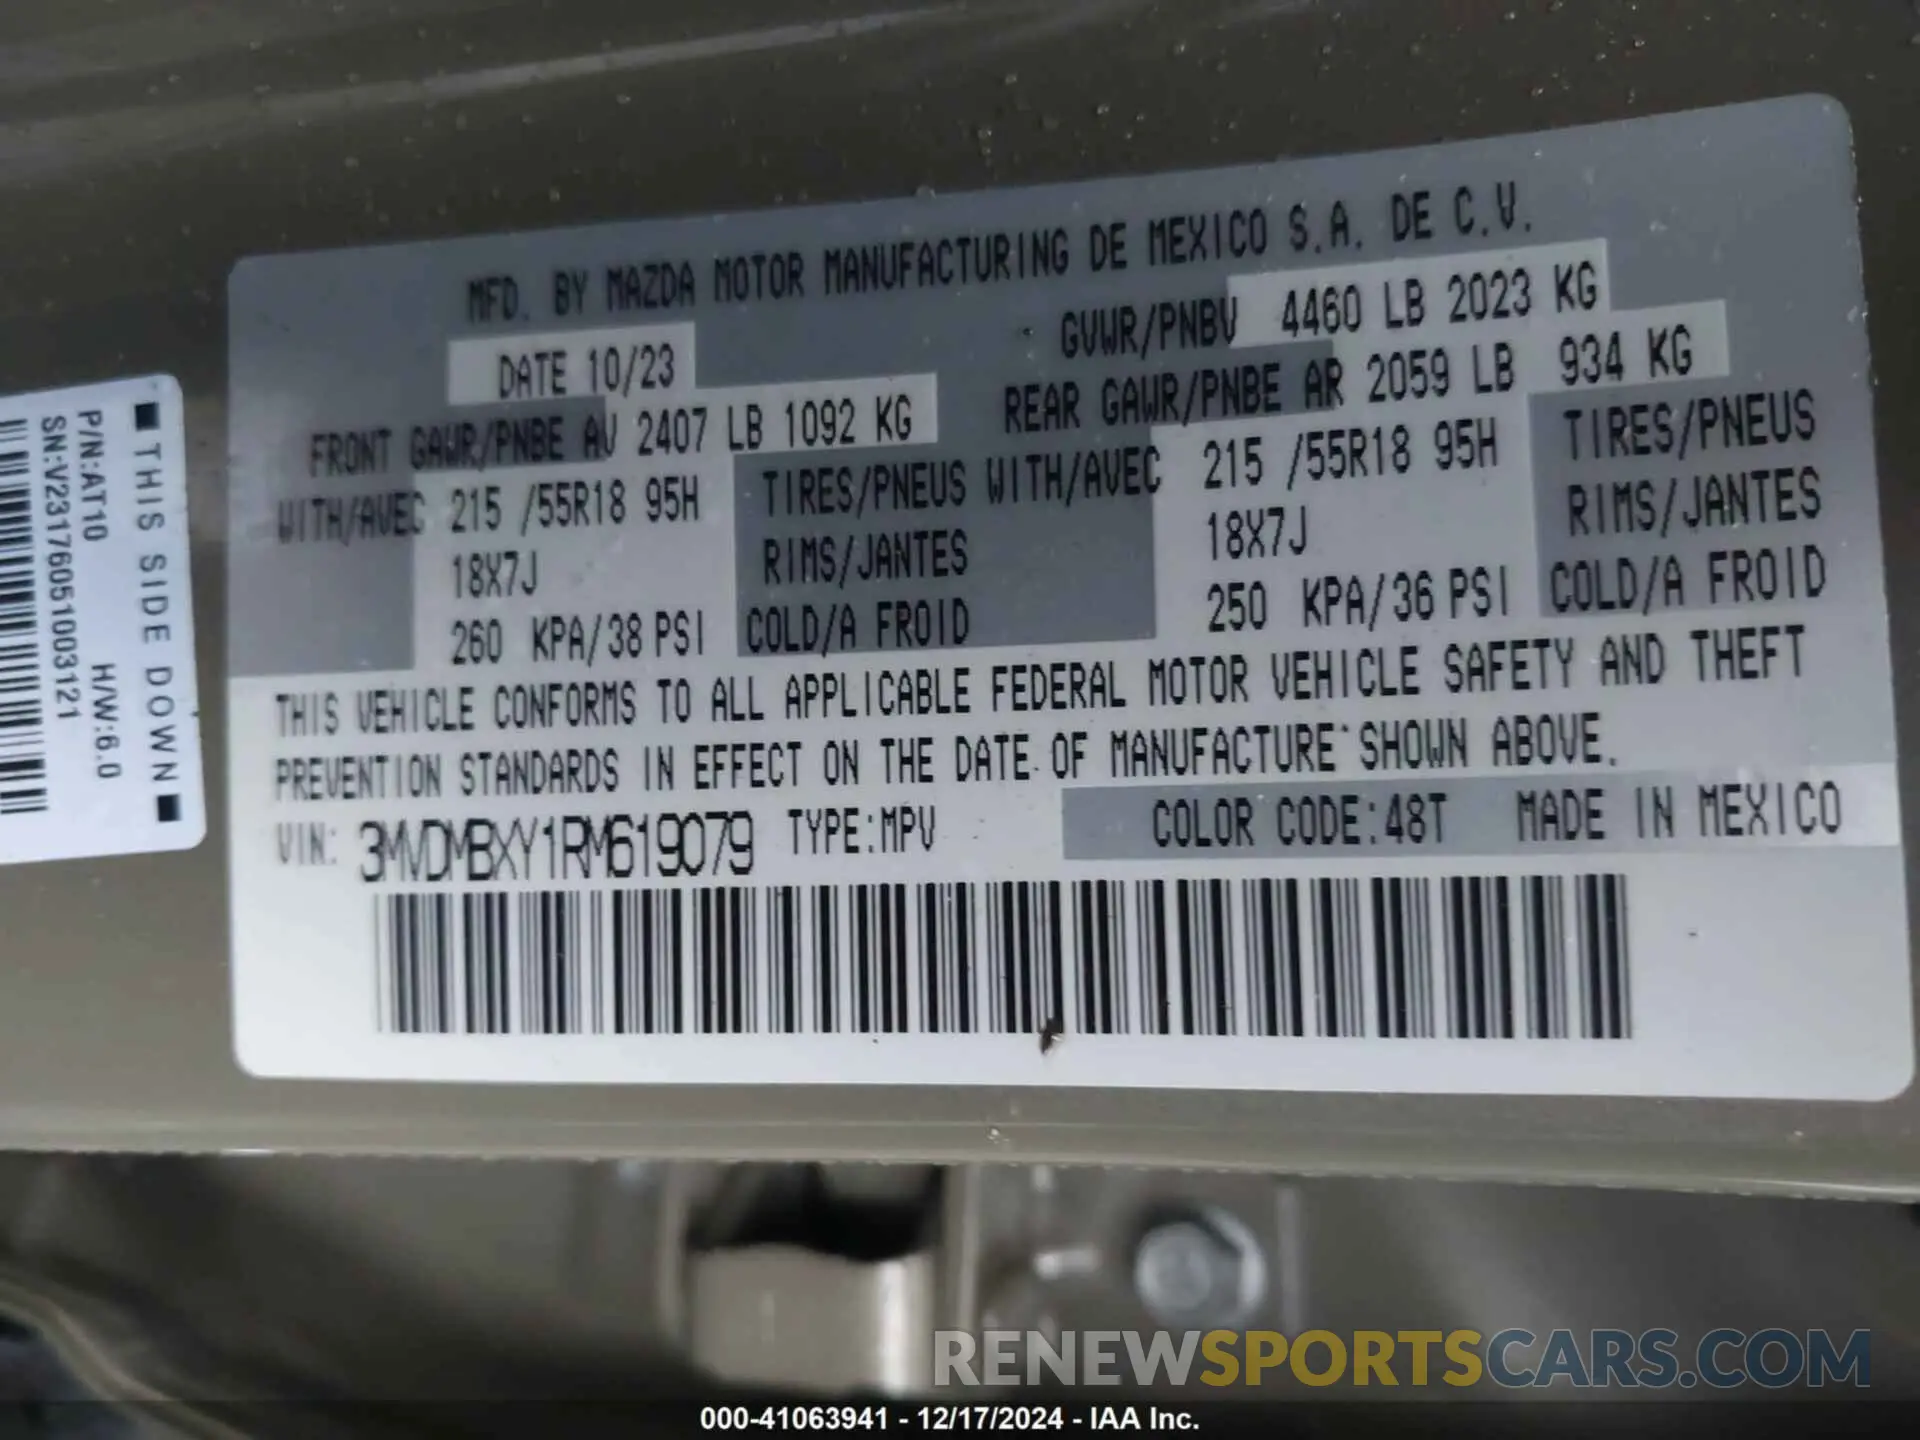 MFD. BY MAZDA MOTOR MANUFACTURING DE MEXICO S.A. DE C.V.
DATE 10/23 GVWR/PNBV 4460 LB 2023 KG
FRONT GAWR/PNBE AV 2407 LB 1092 KG REAR GAWR/PNBE AR 2059 LB 934 KG
WITH/AVEC 215 /55R18 95H TIRES/PNEUS WITH/AVEC 215 /55R18 95H TIRES/PNEUS
18X7J RIMS/JANTES 18X7J RIMS/JANTES
260 KPA/38 PSI COLD/A FROID 250 KPA/36 PSI COLD/A FROID
THIS VEHICLE CONFORMS TO ALL APPLICABLE FEDERAL MOTOR VEHICLE SAFETY AND THEFT
PREVENTION STANDARDS IN EFFECT ON THE DATE OF MANUFACTURE SHOWN ABOVE.
VIN: 3MVDMBXY1RM619079 TYPE:MPV COLOR CODE:48T MADE IN MEXICO
■ THIS SIDE DOWN ■
P/N:AT10 H/W:6.0
SN:V23176051003121
RENEWSPORTSCARS.COM
000-41063941 - 12/17/2024 - IAA Inc.